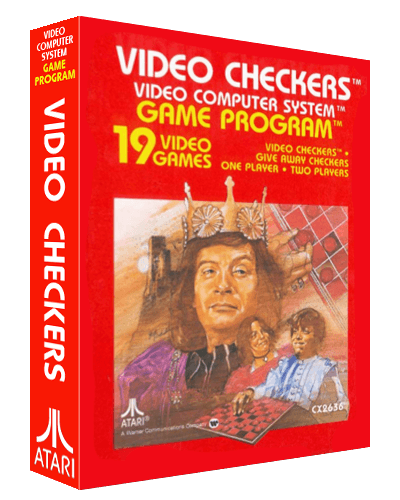 VIDEO
COMPUTER
SYSTEM
GAME
PROGRAM
VIDEO CHECKERS
ATARI
VIDEO CHECKERS™
VIDEO COMPUTER SYSTEM™
GAME PROGRAM™
19 VIDEO
GAMES
VIDEO CHECKERS™ •
GIVE AWAY CHECKERS
ONE PLAYER • TWO PLAYERS
ATARI®
A Warner Communications Company
CX2636